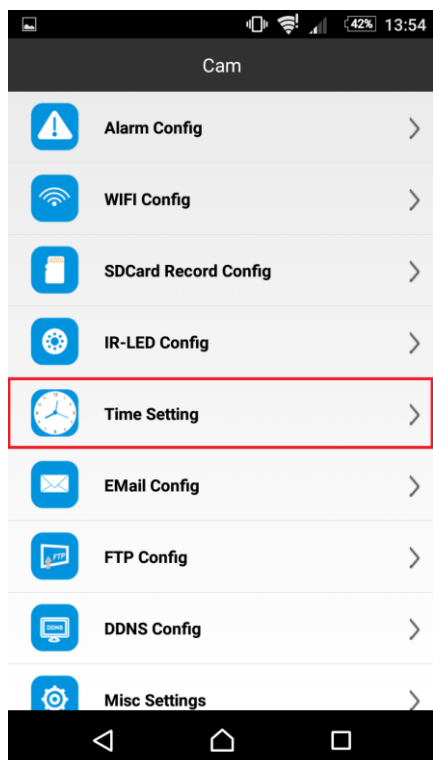 42% 13:54
Cam
Alarm Config
WIFI Config
SDCard Record Config
IR-LED Config
Time Setting
EMail Config
FTP
FTP Config
DDNS
DDNS Config
Misc Settings